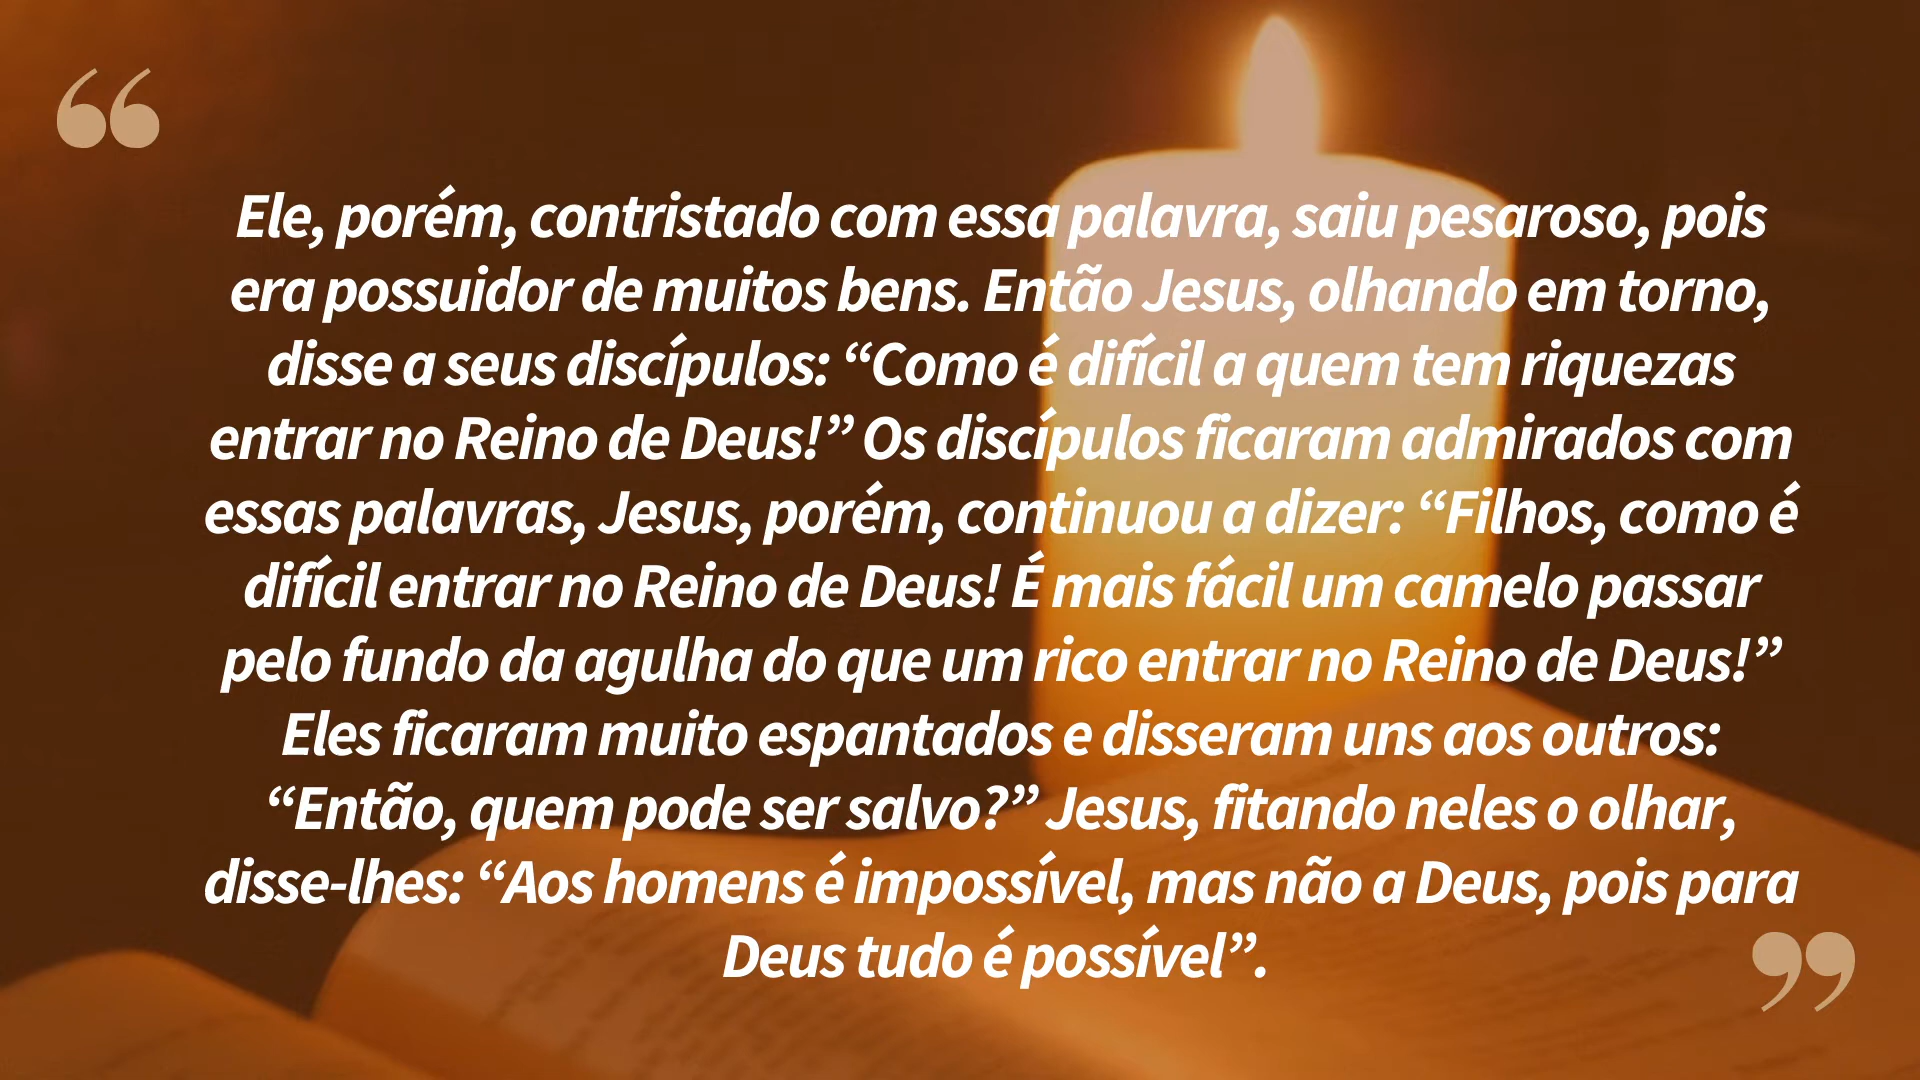 “
Ele, porém, contristado com essa palavra, saiu pesaroso, pois
era possuidor de muitos bens. Então Jesus, olhando em torno,
disse a seus discípulos: “Como é difícil a quem tem riquezas
entrar no Reino de Deus!” Os discípulos ficaram admirados com
essas palavras, Jesus, porém, continuou a dizer: “Filhos, como é
difícil entrar no Reino de Deus! É mais fácil um camelo passar
pelo fundo da agulha do que um rico entrar no Reino de Deus!”
Eles ficaram muito espantados e disseram uns aos outros:
“Então, quem pode ser salvo?” Jesus, fitando neles o olhar,
disse-lhes: “Aos homens é impossível, mas não a Deus, pois para
Deus tudo é possível”.
”